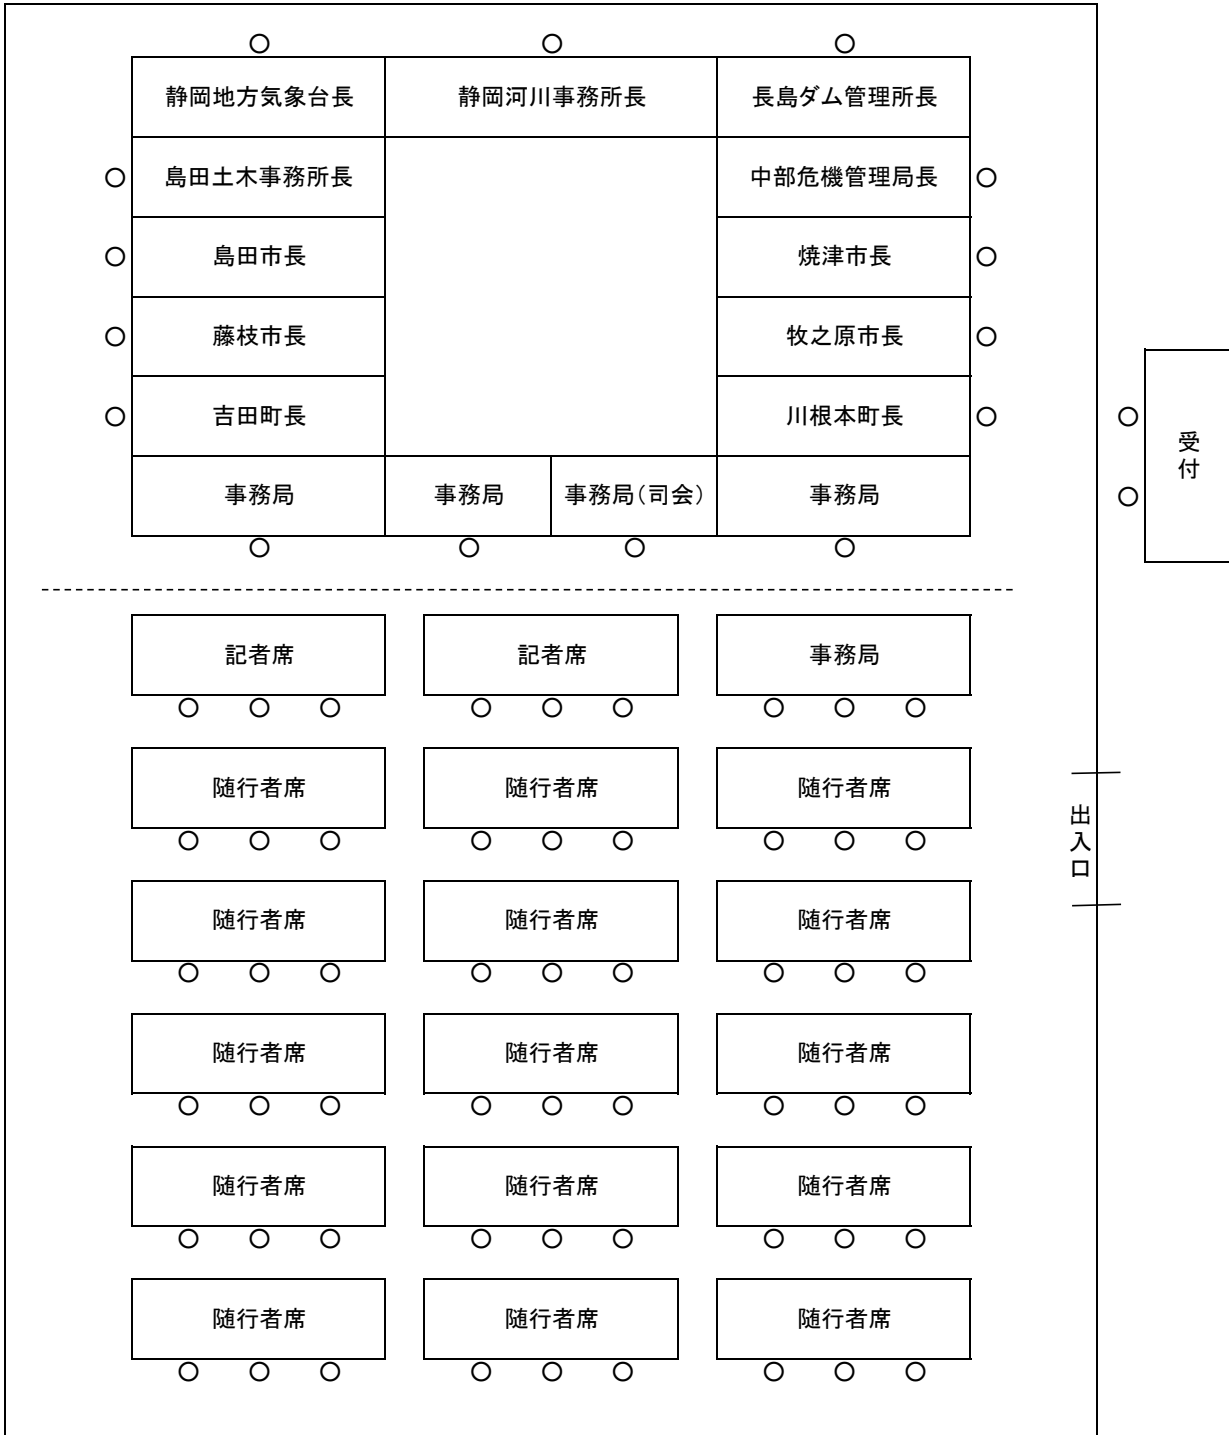 静岡地方気象台長
静岡河川事務所長
長島ダム管理所長
島田土木事務所長
中部危機管理局長
島田市長
焼津市長
藤枝市長
牧之原市長
吉田町長
川根本町長
事務局
事務局
事務局（司会）
事務局
受付
記者席
記者席
事務局
随行者席
随行者席
随行者席
出入口
随行者席
随行者席
随行者席
随行者席
随行者席
随行者席
随行者席
随行者席
随行者席
随行者席
随行者席
随行者席